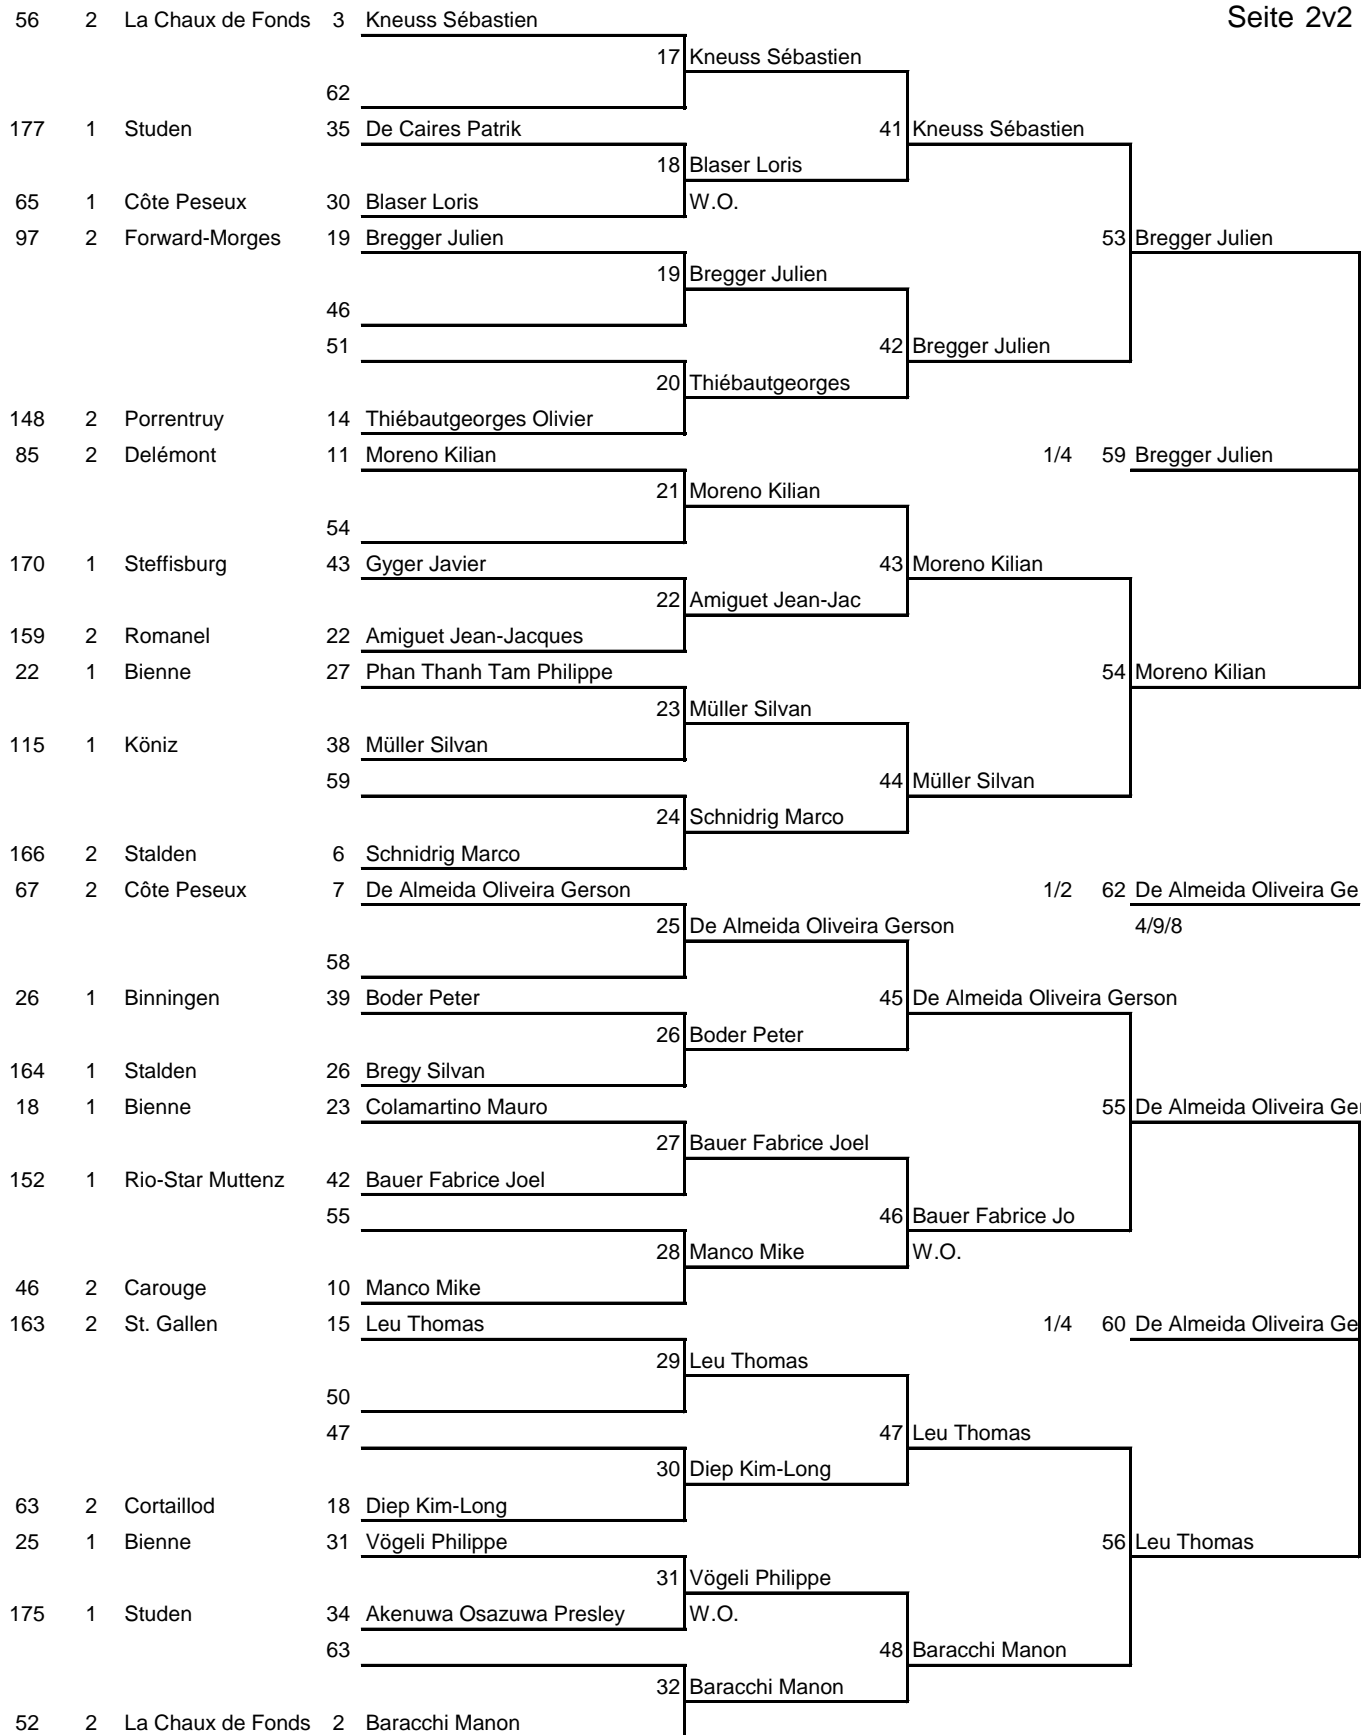 56 2 La Chaux de Fonds 3 Kneuss Sébastien Seite 2v2
17 Kneuss Sébastien
62
177 1 Studen 35 De Caires Patrik 41 Kneuss Sébastien
18 Blaser Loris
65 1 Côte Peseux 30 Blaser Loris W.O.
97 2 Forward-Morges 19 Bregger Julien 53 Bregger Julien
19 Bregger Julien
46
51 42 Bregger Julien
20 Thiébautgeorges
148 2 Porrentruy 14 Thiébautgeorges Olivier
85 2 Delémont 11 Moreno Kilian 1/4 59 Bregger Julien
21 Moreno Kilian
54
170 1 Steffisburg 43 Gyger Javier 43 Moreno Kilian
22 Amiguet Jean-Jac
159 2 Romanel 22 Amiguet Jean-Jacques
22 1 Bienne 27 Phan Thanh Tam Philippe 54 Moreno Kilian
23 Müller Silvan
115 1 Köniz 38 Müller Silvan
59 44 Müller Silvan
24 Schnidrig Marco
166 2 Stalden 6 Schnidrig Marco
67 2 Côte Peseux 7 De Almeida Oliveira Gerson 1/2 62 De Almeida Oliveira Ge
25 De Almeida Oliveira Gerson 4/9/8
58
26 1 Binningen 39 Boder Peter 45 De Almeida Oliveira Gerson
26 Boder Peter
164 1 Stalden 26 Bregy Silvan
18 1 Bienne 23 Colamartino Mauro 55 De Almeida Oliveira Ger
27 Bauer Fabrice Joel
152 1 Rio-Star Muttenz 42 Bauer Fabrice Joel
55 46 Bauer Fabrice Jo
28 Manco Mike W.O.
46 2 Carouge 10 Manco Mike
163 2 St. Gallen 15 Leu Thomas 1/4 60 De Almeida Oliveira Ge
29 Leu Thomas
50
47 47 Leu Thomas
30 Diep Kim-Long
63 2 Cortaillod 18 Diep Kim-Long
25 1 Bienne 31 Vögeli Philippe 56 Leu Thomas
31 Vögeli Philippe
175 1 Studen 34 Akenuwa Osazuwa Presley W.O.
63 48 Baracchi Manon
32 Baracchi Manon
52 2 La Chaux de Fonds 2 Baracchi Manon